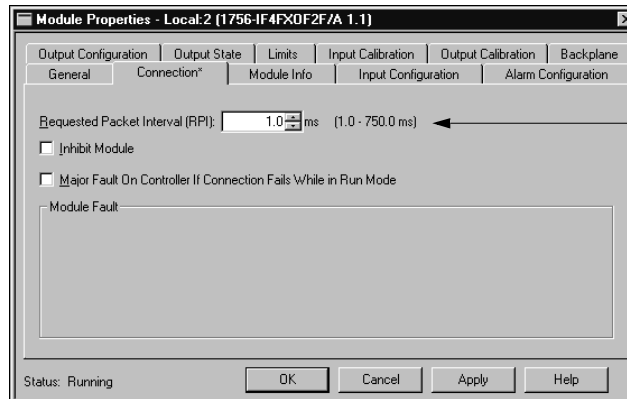 Module Properties - Local:2 (1756-IF4FXOF2F/A 1.1)
Output Configuration Output State Limits Input Calibration Output Calibration Backplane
General Connection* Module Info Input Configuration Alarm Configuration
Requested Packet Interval (RPI): 1.0 ms (1.0 - 750.0 ms)
Inhibit Module
Major Fault On Controller If Connection Fails While in Run Mode
Module Fault
Status: Running OK Cancel Apply Help